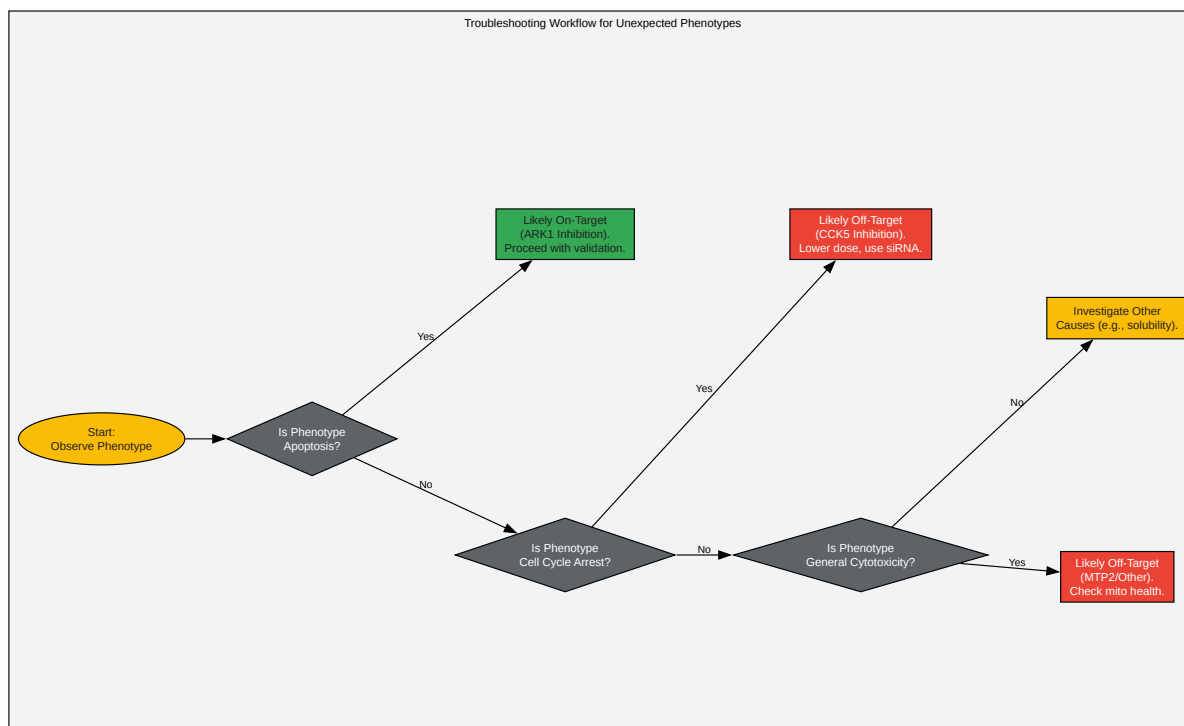 Troubleshooting Workflow for Unexpected Phenotypes
Start:
Observe Phenotype
Is Phenotype
Apoptosis?
Yes
Likely On-Target
(ARK1 Inhibition).
Proceed with validation.
No
Is Phenotype
Cell Cycle Arrest?
Yes
Likely Off-Target
(CCK5 Inhibition).
Lower dose, use siRNA.
No
Is Phenotype
General Cytotoxicity?
No
Investigate Other
Causes (e.g., solubility).
Yes
Likely Off-Target
(MTP2/Other).
Check mito health.